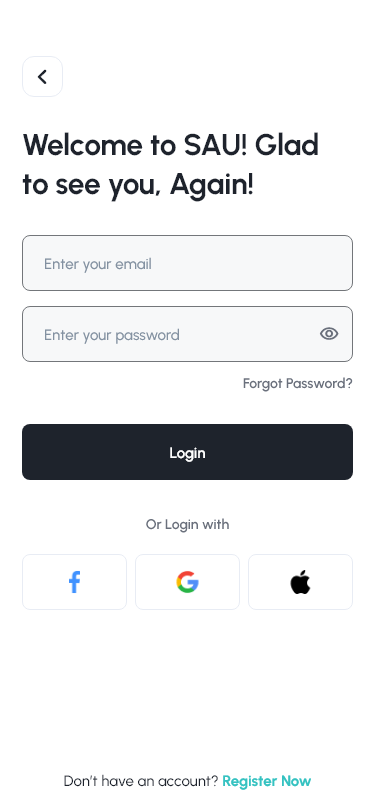 Welcome to SAU! Glad
to see you, Again!
Enter your email
Enter your password
Forgot Password?
Login
Or Login with
Don’t have an account? Register Now